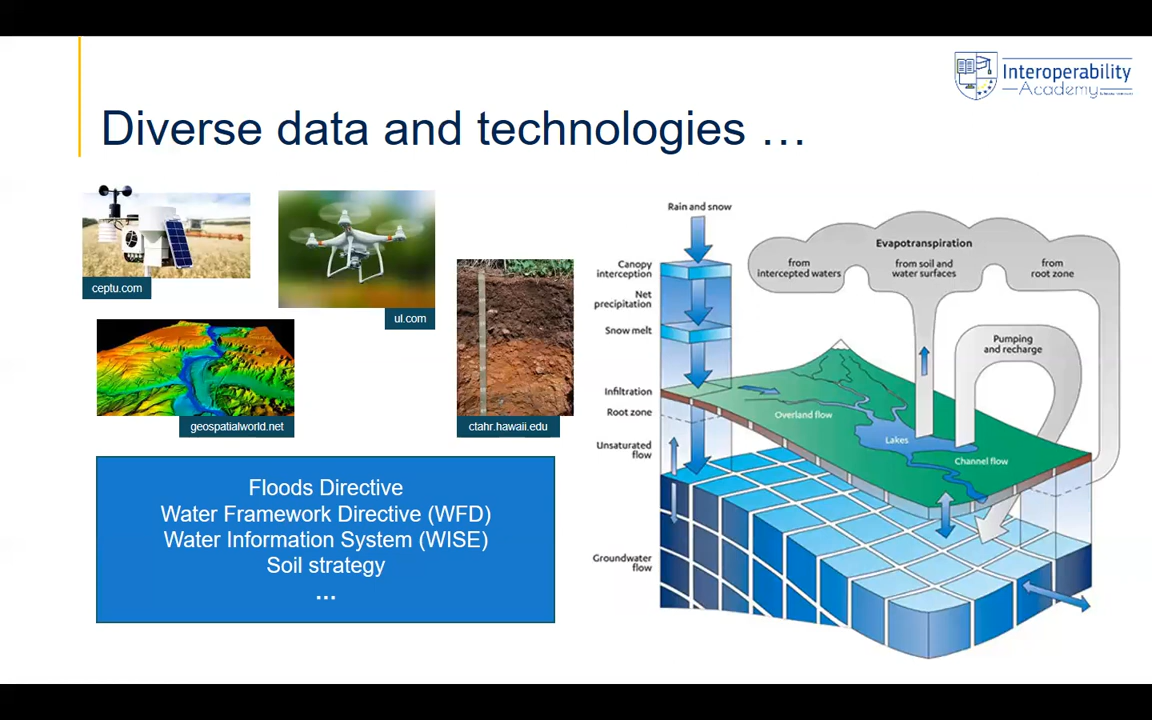 Interoperability
Academy
Diverse data and technologies …
ceptu.com
ul.com
geospatialworld.net
ctahr.hawaii.edu
Floods Directive
Water Framework Directive (WFD)
Water Information System (WISE)
Soil strategy
...
Rain and snow
Canopy
interception
Net
precipitation
Snow melt
Infiltration
Root zone
Unsaturated
flow
Groundwater
flow
Evapotranspiration
from
intercepted waters
from soil and
water surfaces
from
root zone
Pumping
and recharge
Overland flow
Lakes
Channel flow